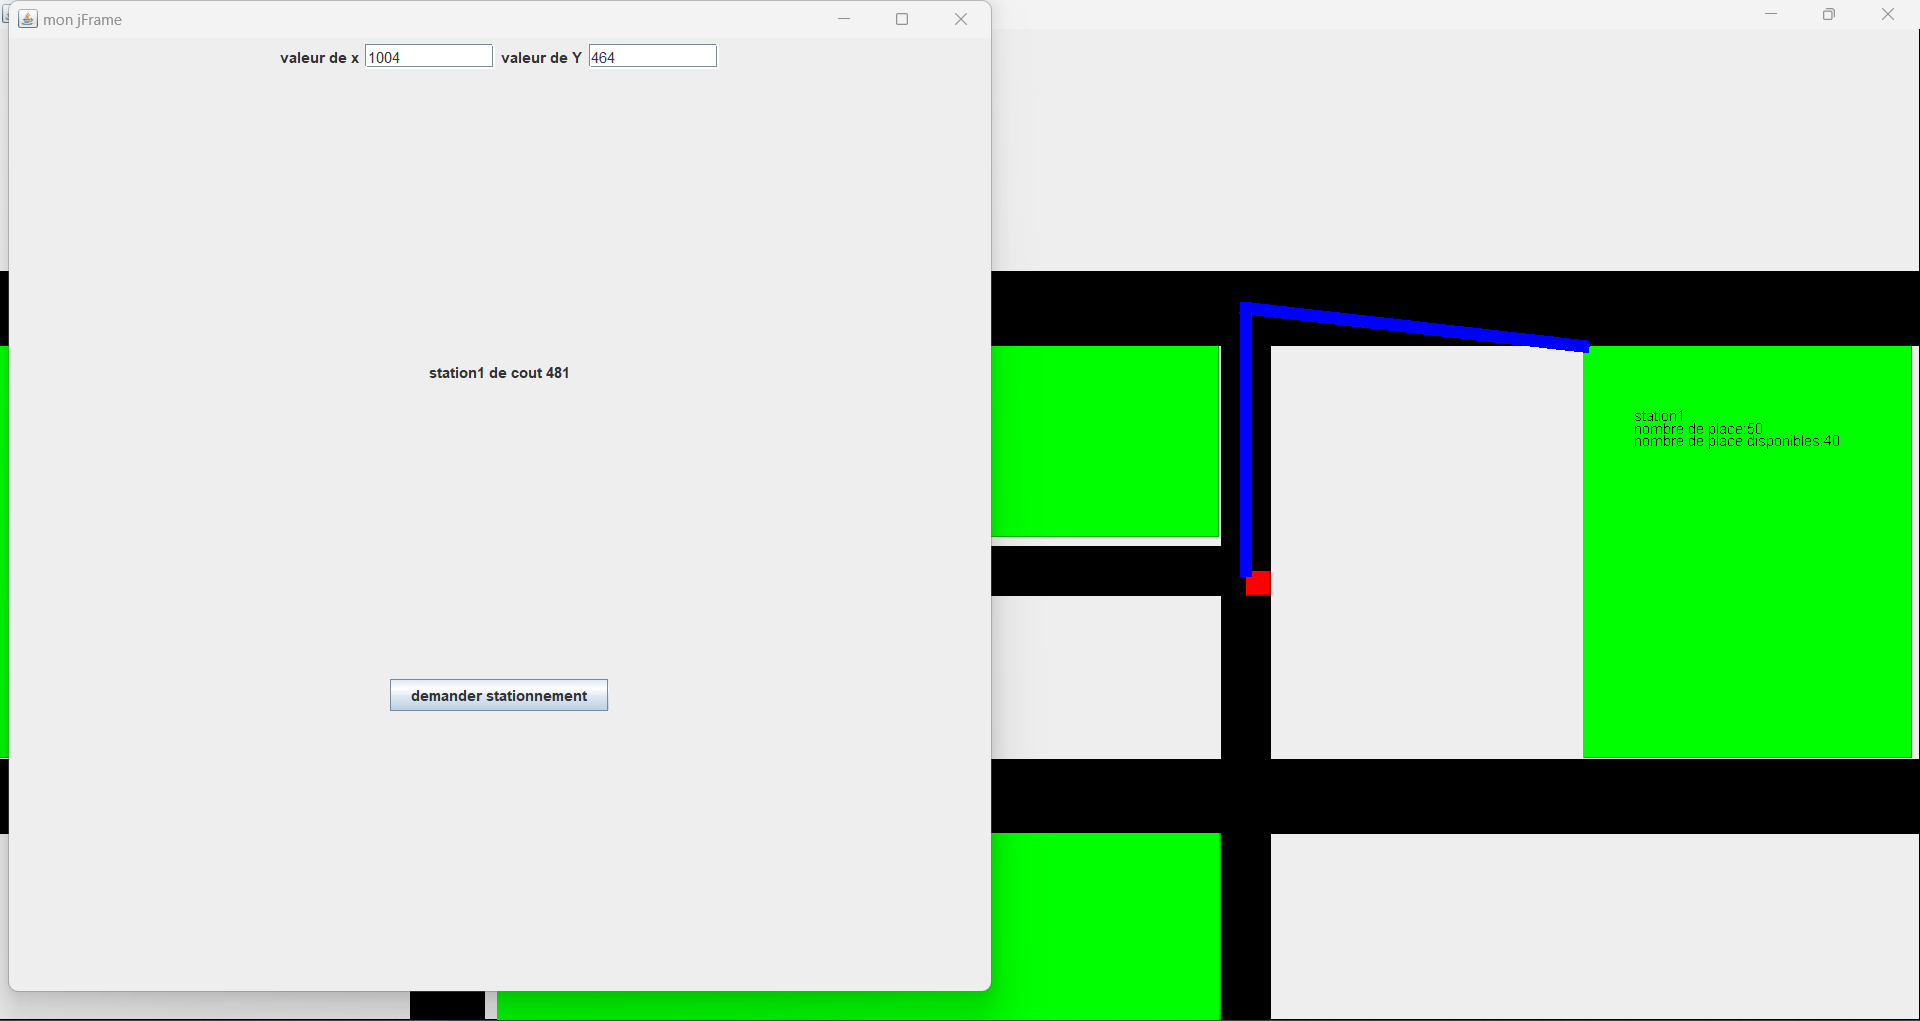 mon jFrame
valeur de x 1004 valeur de Y 464
station1 de cout 481
demander stationnement
station1
nombre de place:50
nombre de place disponibles:40